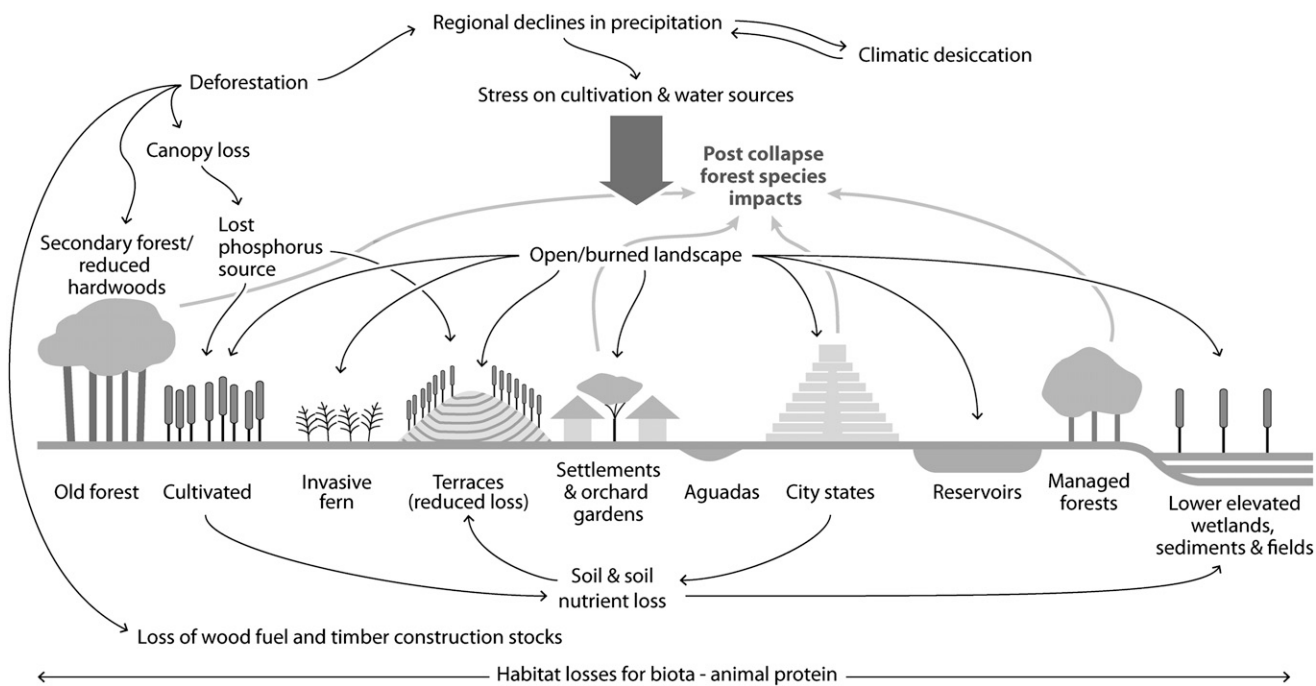 Regional declines in precipitation
Climatic desiccation
Deforestation
Stress on cultivation & water sources
Canopy loss
Post collapse
forest species
impacts
Lost
phosphorus
source
Secondary forest/
reduced
hardwoods
Open/burned landscape
Old forest
Cultivated
Invasive
fern
Terraces
(reduced loss)
Settlements
& orchard
gardens
Aguadas
City states
Reservoirs
Managed
forests
Lower elevated
wetlands,
sediments & fields
Soil & soil
nutrient loss
Loss of wood fuel and timber construction stocks
Habitat losses for biota - animal protein